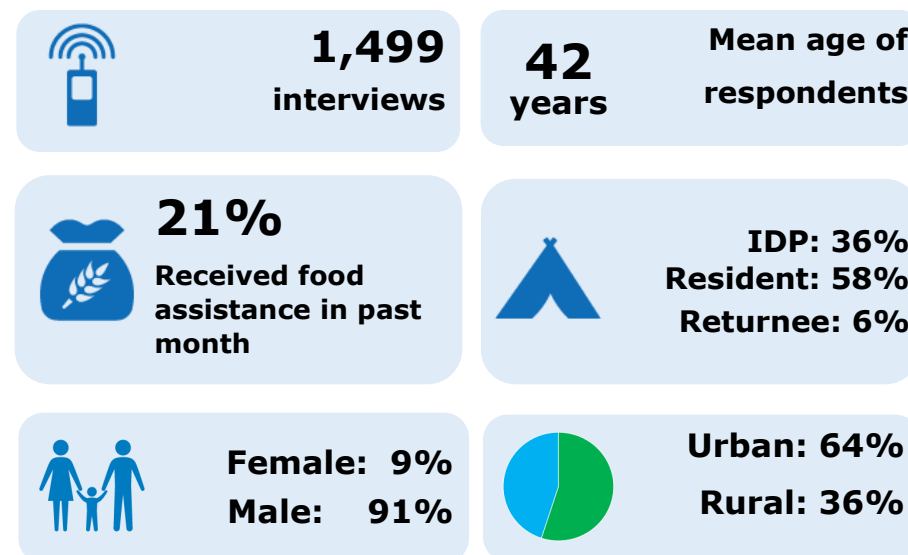 1,499
interviews
42
years
Mean age of
respondents
21%
Received food
assistance in past
month
IDP: 36%
Resident: 58%
Returnee: 6%
Female: 9%
Male: 91%
Urban: 64%
Rural: 36%